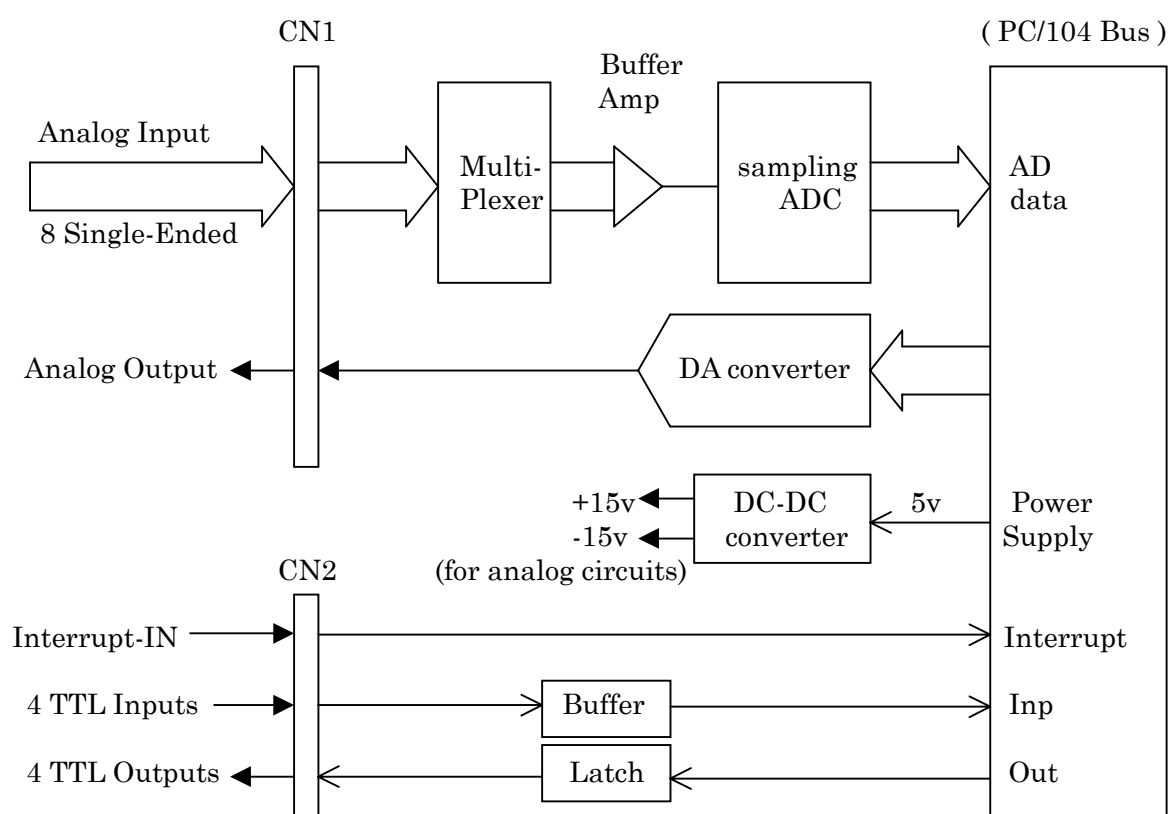 CN1
( PC/104 Bus )
Buffer
Amp
Analog Input
8 Single-Ended
Multi-
Plexer
sampling
ADC
AD
data
Analog Output
DA converter
+15v
-15v
(for analog circuits)
DC-DC
converter
5v
Power
Supply
CN2
Interrupt-IN
Interrupt
4 TTL Inputs
Buffer
Inp
4 TTL Outputs
Latch
Out